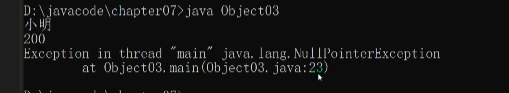 D:\javacode\chapter07>java Object03
小明
200
Exception in thread "main" java.lang.NullPointerException
at Object03.main(Object03.java:23)